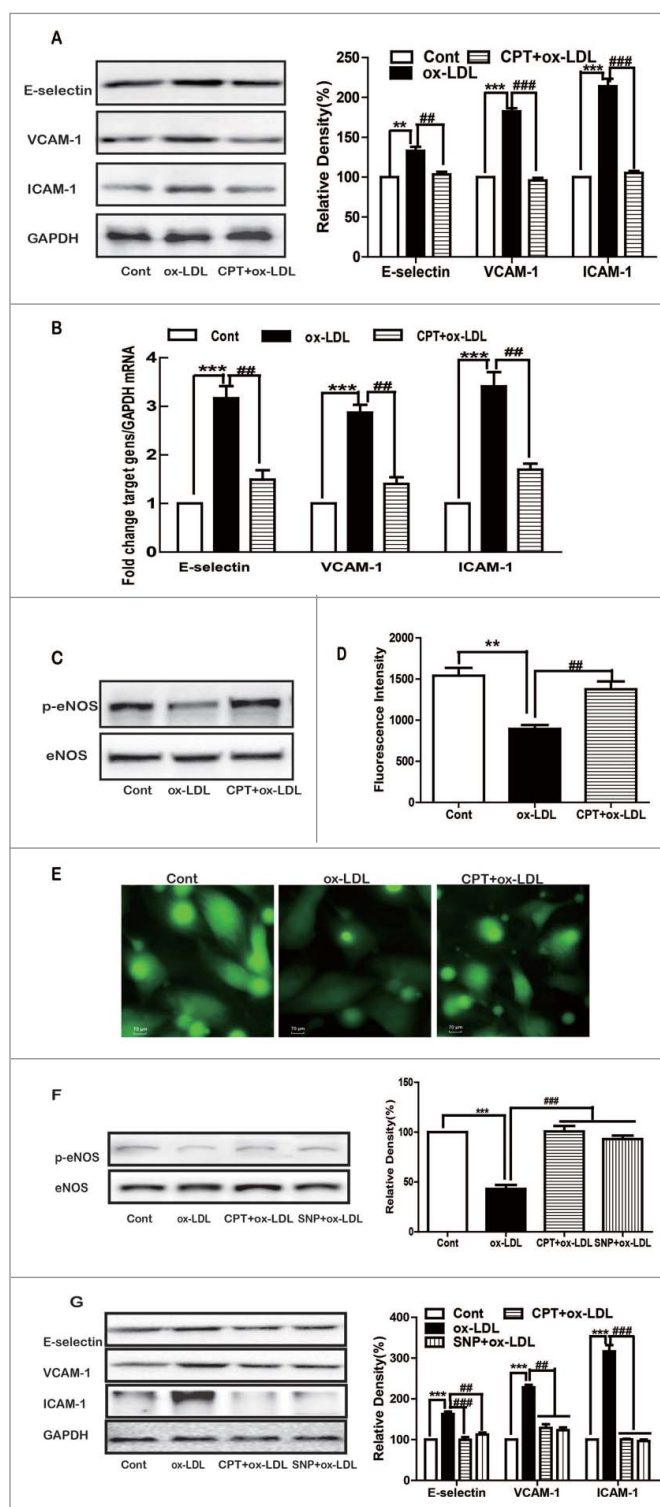 A
E-selectin
VCAM-1
ICAM-1
GAPDH
Cont ox-LDL CPT+ox-LDL
Relative Density(%)
250
200
150
100
50
0
Cont CPT+ox-LDL
ox-LDL
** ## *** ### *** ###
E-selectin VCAM-1 ICAM-1
B
Cont ox-LDL CPT+ox-LDL
Fold change target gens/GAPDH mRNA
4
3
2
1
0
*** ## *** ## *** ##
E-selectin VCAM-1 ICAM-1
C
p-eNOS
eNOS
Cont ox-LDL CPT+ox-LDL
D
Fluorescence Intensity
2000
1500
1000
500
0
** ##
Cont ox-LDL CPT+ox-LDL
E
Cont ox-LDL CPT+ox-LDL
70 μm 70 μm 70 μm
F
p-eNOS
eNOS
Cont ox-LDL CPT+ox-LDL SNP+ox-LDL
Relative Density(%)
150
100
50
0
*** ###
Cont ox-LDL CPT+ox-LDL SNP+ox-LDL
G
E-selectin
VCAM-1
ICAM-1
GAPDH
Cont ox-LDL CPT+ox-LDL SNP+ox-LDL
Relative Density(%)
400
300
200
100
0
Cont CPT+ox-LDL
ox-LDL
SNP+ox-LDL
*** ## ### *** ## *** ###
E-selectin VCAM-1 ICAM-1